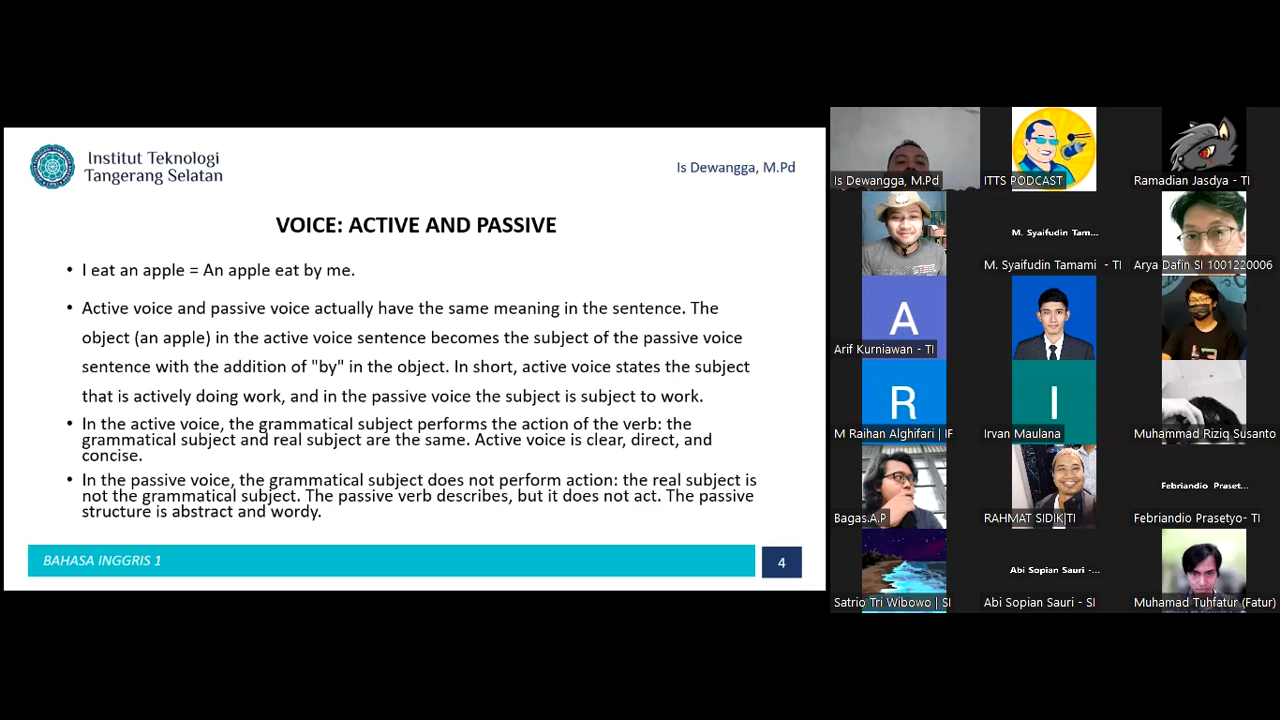 Institut Teknologi
Tangerang Selatan
Is Dewangga, M.Pd
VOICE: ACTIVE AND PASSIVE
• I eat an apple = An apple eat by me.
• Active voice and passive voice actually have the same meaning in the sentence. The
object (an apple) in the active voice sentence becomes the subject of the passive voice
sentence with the addition of "by" in the object. In short, active voice states the subject
that is actively doing work, and in the passive voice the subject is subject to work.
• In the active voice, the grammatical subject performs the action of the verb: the
grammatical subject and real subject are the same. Active voice is clear, direct, and
concise.
• In the passive voice, the grammatical subject does not perform action: the real subject is
not the grammatical subject. The passive verb describes, but it does not act. The passive
structure is abstract and wordy.
BAHASA INGGRIS 1
4
Is Dewangga, M.Pd
ITTS PODCAST
Ramadian Jasdya - TI
M. Syaifudin Tam...
M. Syaifudin Tamami - TI
Arya Dafin SI 1001220006
A
Arif Kurniawan - TI
R
I
M Raihan Alghifari | IF
Irvan Maulana
Muhammad Riziq Susanto
Bagas.A.P
RAHMAT SIDIK|TI
Febriandio Praset...
Febriandio Prasetyo- TI
Satrio Tri Wibowo | SI
Abi Sopian Sauri -...
Abi Sopian Sauri - SI
Muhamad Tuhfatur (Fatur)